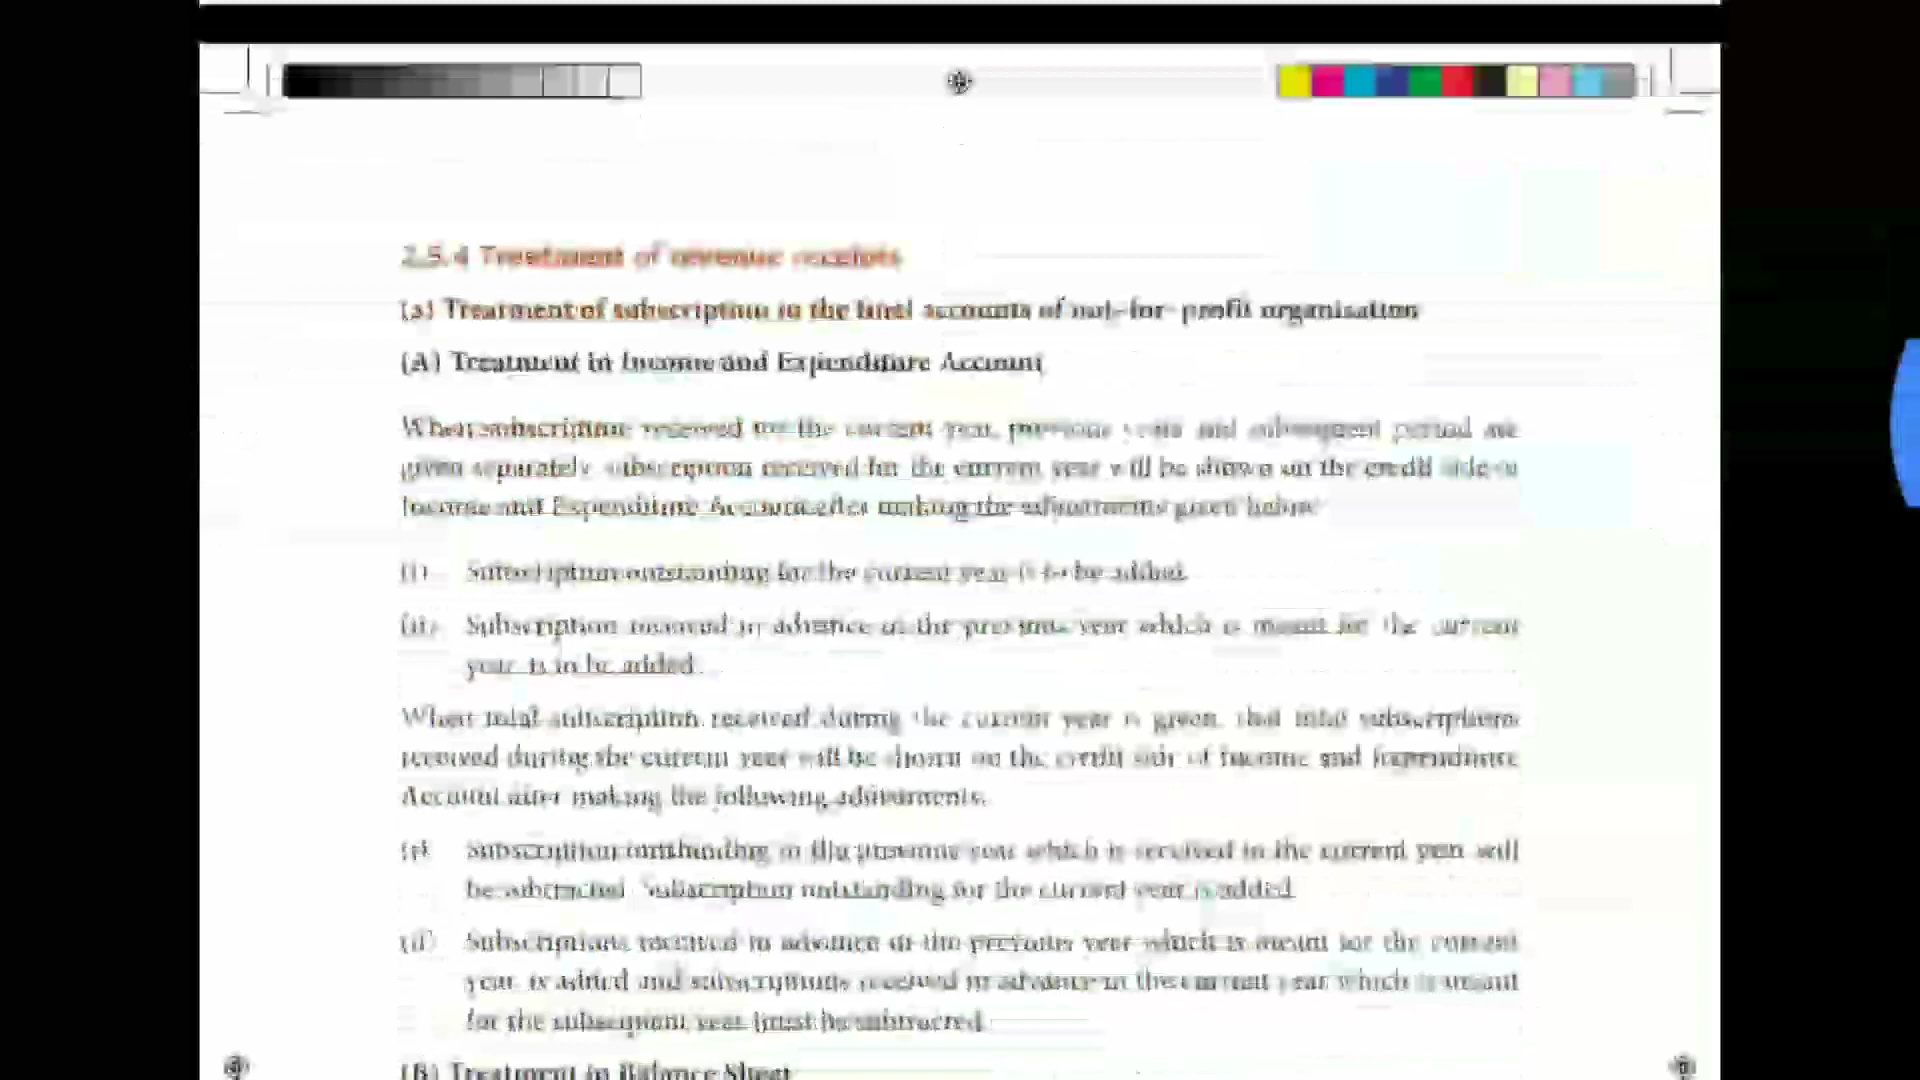 2.5.4 Treatment of revenue receipts
(a) Treatment of subscription in the final accounts of not-for-profit organisation
(A) Treatment in Income and Expenditure Account
When subscription received for the current year, previous years and subsequent period are
given separately, subscription received for the current year will be shown on the credit side of
Income and Expenditure Account after making the adjustments given below:
(i) Subscription outstanding for the current year is to be added.
(ii) Subscription received in advance in the previous year which is meant for the current
year is to be added.
When total subscription received during the current year is given, that total subscriptions
received during the current year will be shown on the credit side of Income and Expenditure
Account after making the following adjustments.
(i) Subscription outstanding in the previous year which is received in the current year will
be subtracted. Subscription outstanding for the current year is added.
(ii) Subscriptions received in advance in the previous year which is meant for the current
year is added and subscriptions received in advance in the current year which is meant
for the subsequent year must be subtracted.
(B) Treatment in Balance Sheet